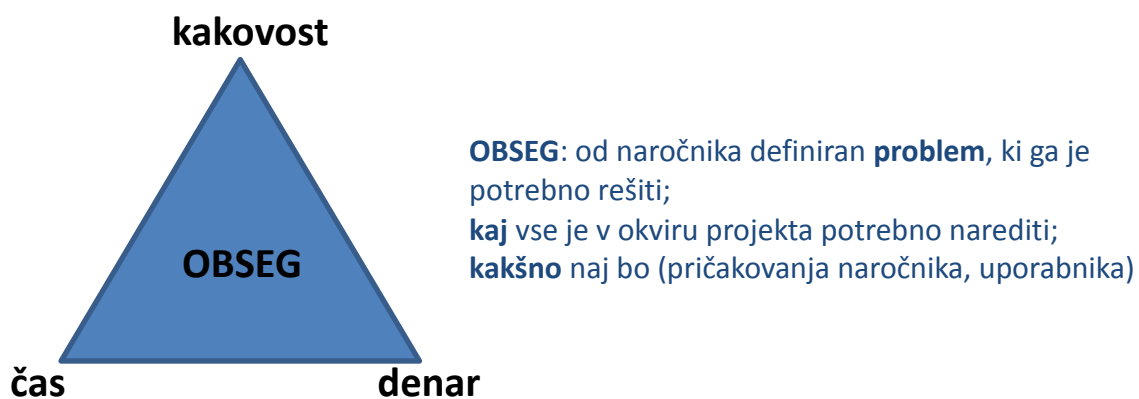 kakovost
OBSEG: od naročnika definiran problem, ki ga je
potrebno rešiti;
kaj vse je v okviru projekta potrebno narediti;
kakšno naj bo (pričakovanja naročnika, uporabnika)
OBSEG
čas
denar